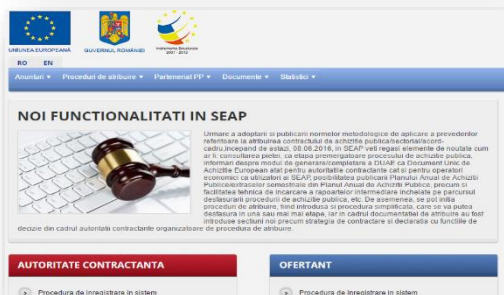 UNIUNEA EUROPEANĂ
GUVERNUL ROMÂNIEI
Instrumente Structurale
2007 - 2013
RO EN
Anunturi Proceduri de atribuire Parteneriat PP Documente Statistici
NOI FUNCTIONALITATI IN SEAP
Urmare a adoptarii si publicarii normelor metodologice de aplicare a prevederilor
referitoare la atribuirea contractului de achizitie publica/sectorial/acord-
cadru,incepand de astazi, 08.06.2016, in SEAP veti regasi elemente de noutate cum
ar fi: consultarea pietei, ca etapa premergatoare procesului de achizitie publica,
informari despre modul de generare/completare a DUAE ca Document Unic de
Achizitie European atat pentru autoritatile contractante cat si pentru operatori
economici ca utilizatori ai SEAP, posibilitatea publicarii Planului Anual de Achizitii
Publice/extraselor semestriale din Planul Anual de Achizitii Publice, precum si
facilitatea tehnica de incarcare a rapoartelor intermediare incheiate pe parcursul
desfasurarii procedurii de achizitie publica, etc. De asemenea, se pot initia
proceduri de atribuire, fiind introdusa si procedura simplificata, care se va putea
desfasura in una sau mai mai etape, iar in cadrul documentatiei de atribuire au fost
introduse sectiuni noi precum strategia de contractare si declaratia cu functiile de
decizie din cadrul autoritatii contractante organizatoare de procedura de atribuire.
AUTORITATE CONTRACTANTA
OFERTANT
Procedura de inregistrare in sistem
Procedura de inregistrare in sistem